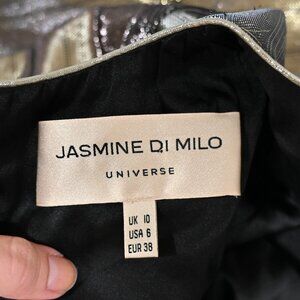 JASMINE DI MILO
UNIVERSE
UK 10
USA 6
EUR 38